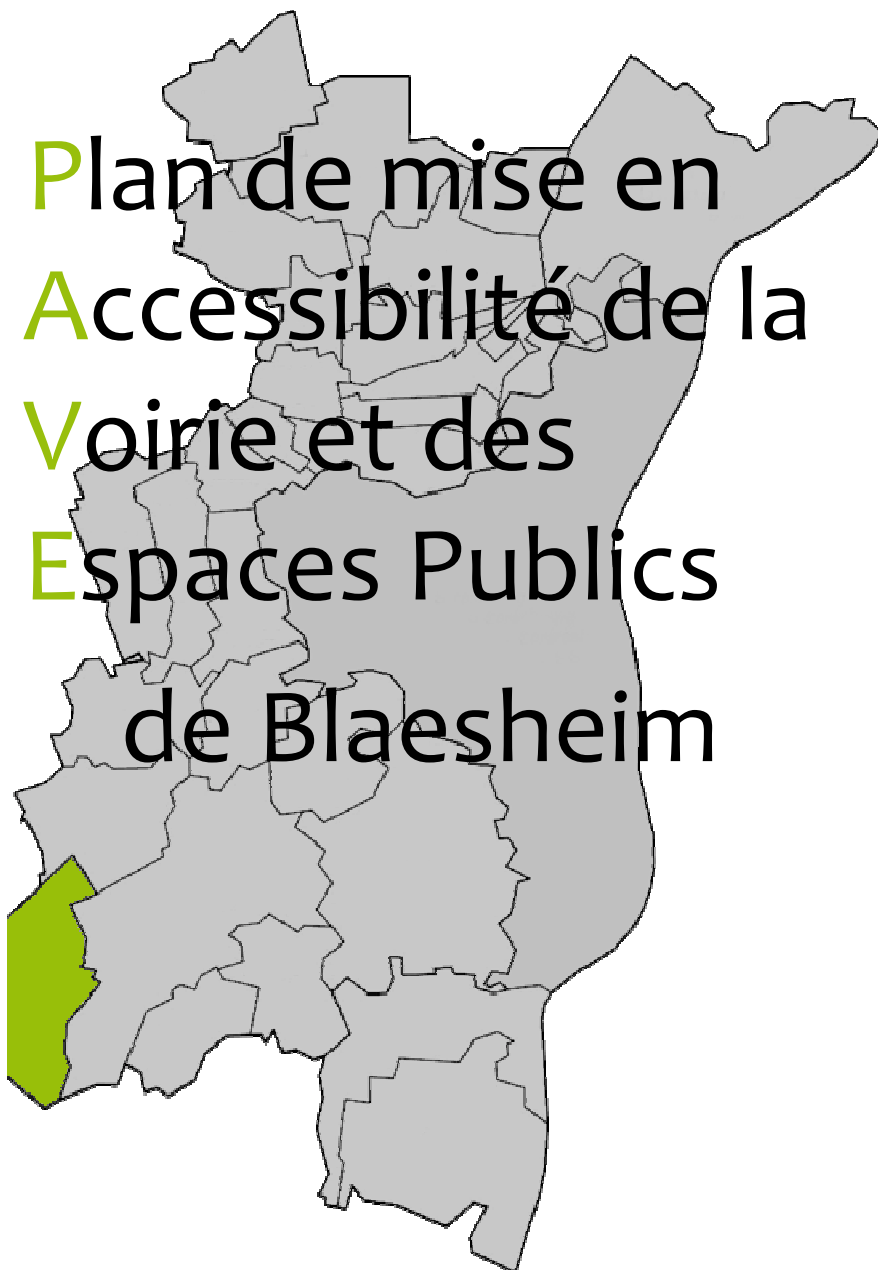 Plan de mise en
Accessibilité de la
Voirie et des
Espaces Publics
de Blaesheim